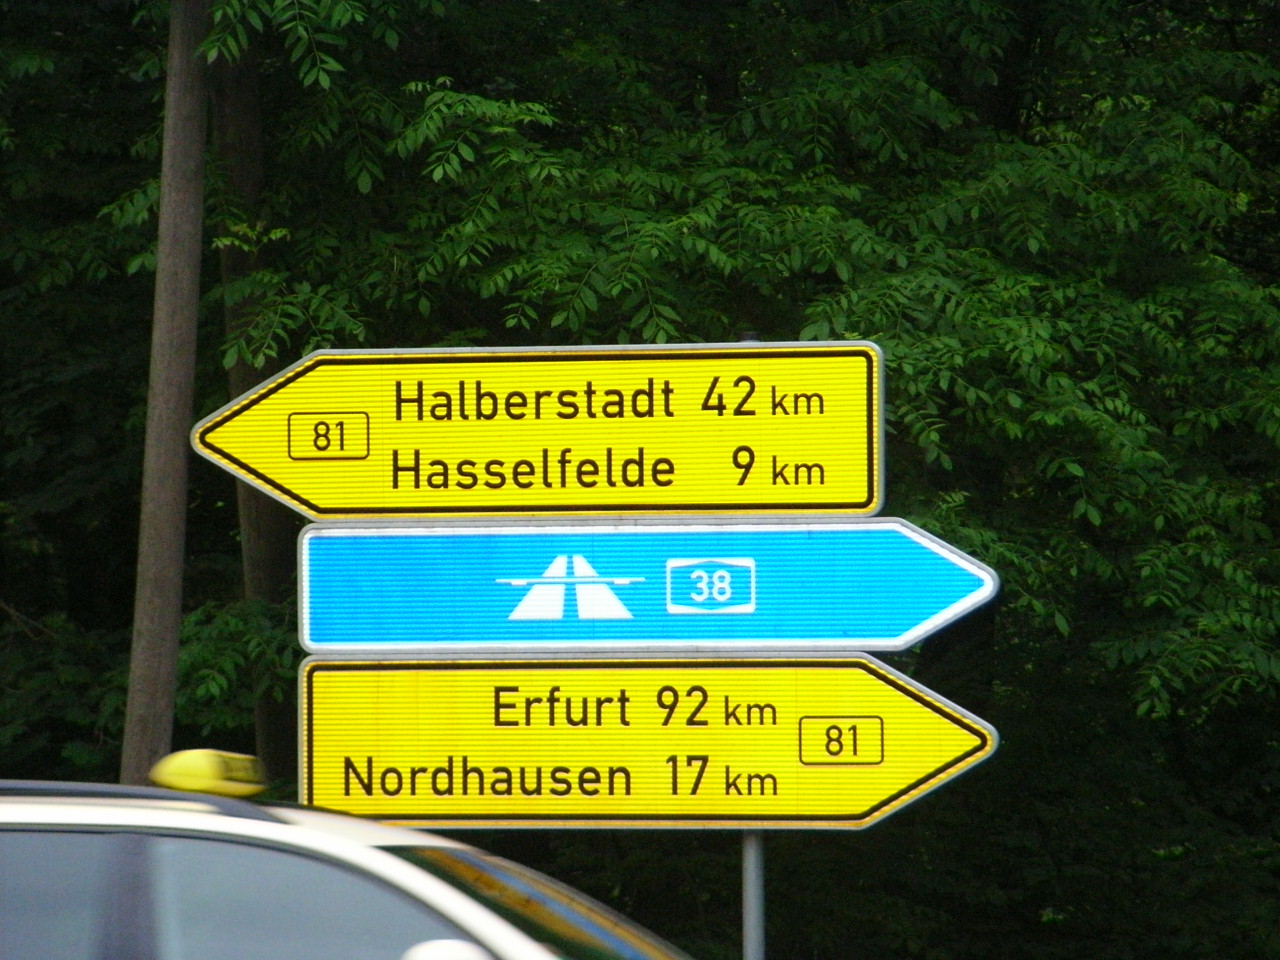 Halberstadt 42 km
81
Hasselfelde 9 km
38
Erfurt 92 km
81
Nordhausen 17 km